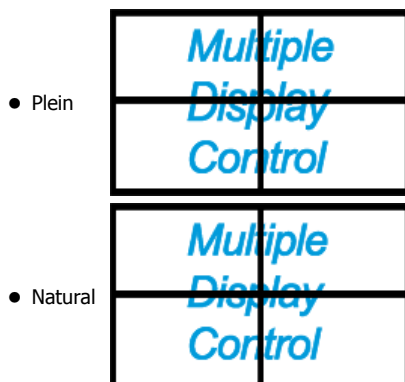 Multiple
● Plein
Display
Control
Multiple
● Natural
Display
Control